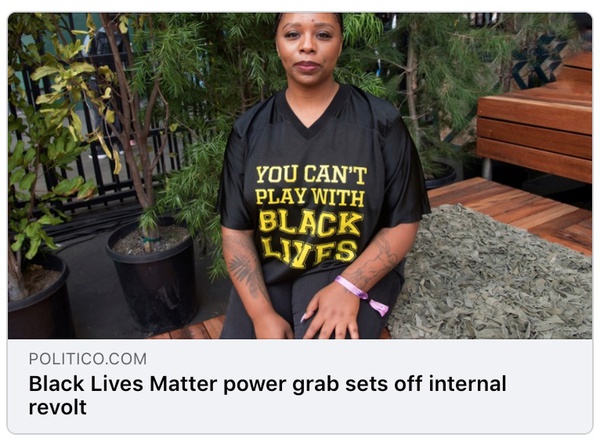 YOU CAN'T
PLAY WITH
BLACK
LIVES
POLITICO.COM
Black Lives Matter power grab sets off internal
revolt